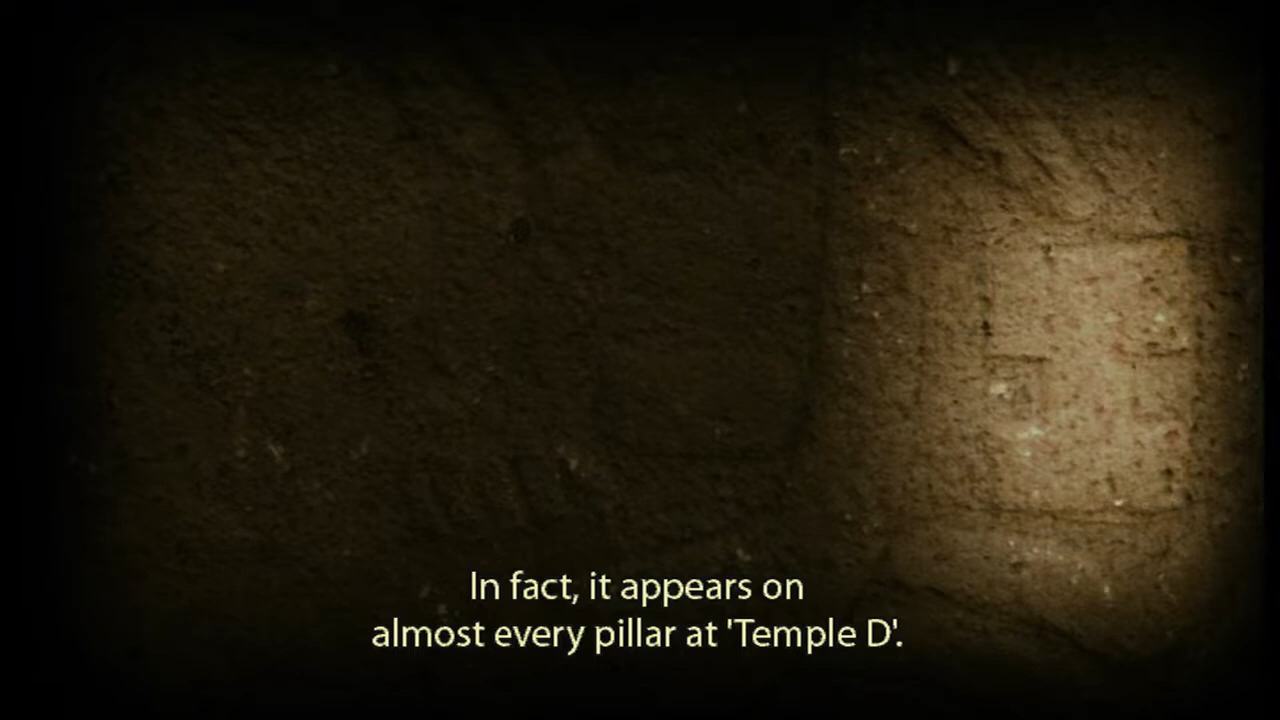 In fact, it appears on
almost every pillar at 'Temple D'.